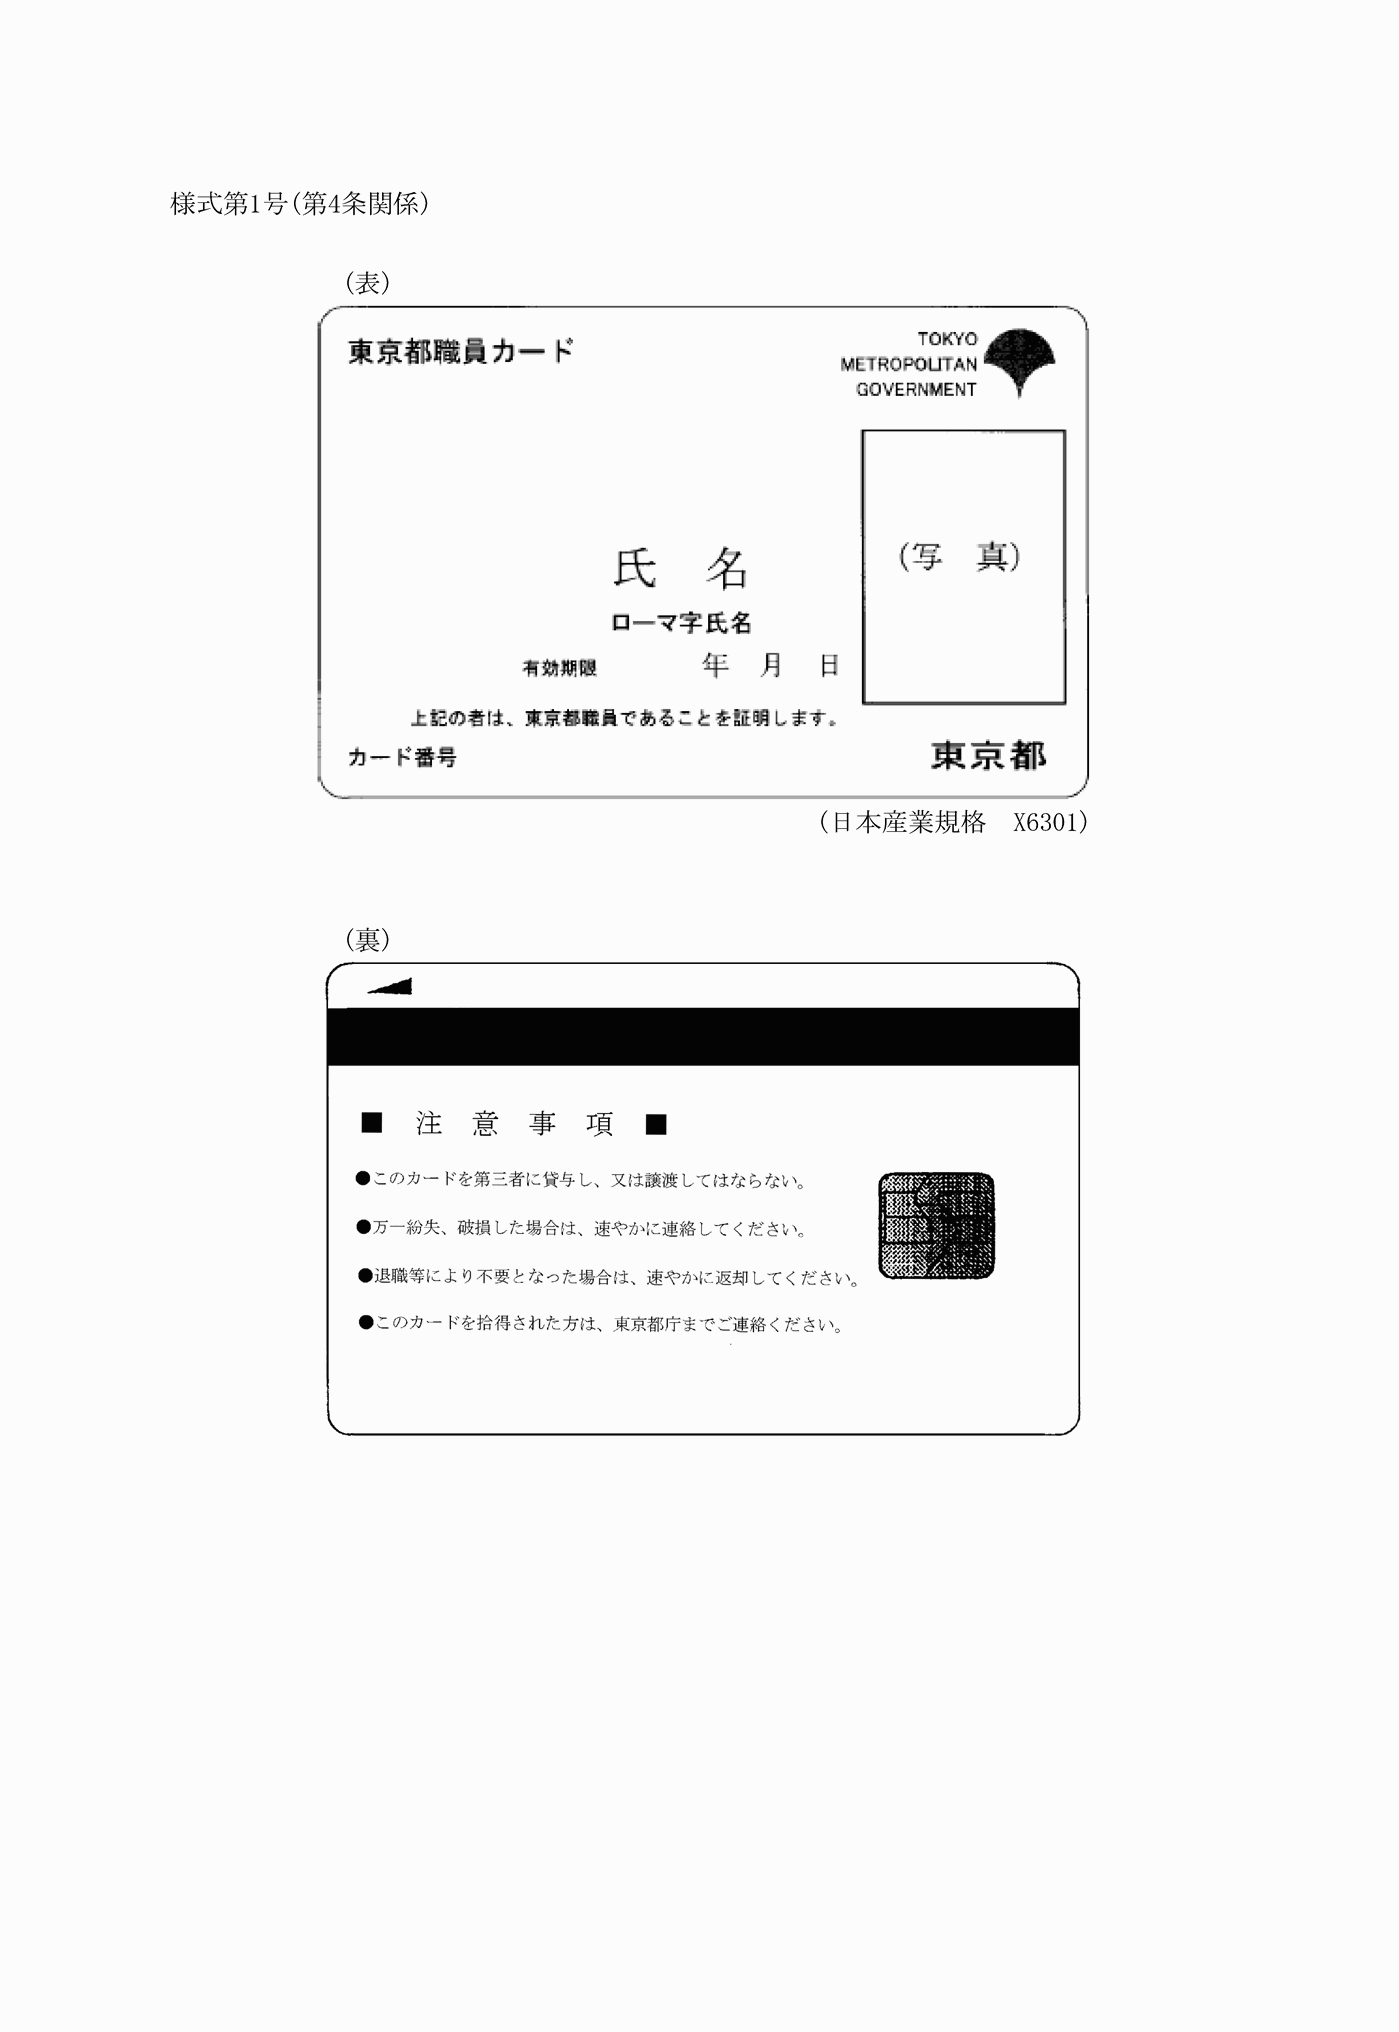 様式第1号(第4条関係)
(表)
東京都職員カード
TOKYO
METROPOLITAN
GOVERNMENT
(写　真)
氏　名
ローマ字氏名
有効期限　　　年　月　日
上記の者は、東京都職員であることを証明します。
カード番号
東京都
(日本産業規格　X6301)
(裏)
■　注　意　事　項　■
●このカードを第三者に貸与し、又は譲渡してはならない。
●万一紛失、破損した場合は、速やかに連絡してください。
●退職等により不要となった場合は、速やかに返却してください。
●このカードを拾得された方は、東京都庁までご連絡ください。